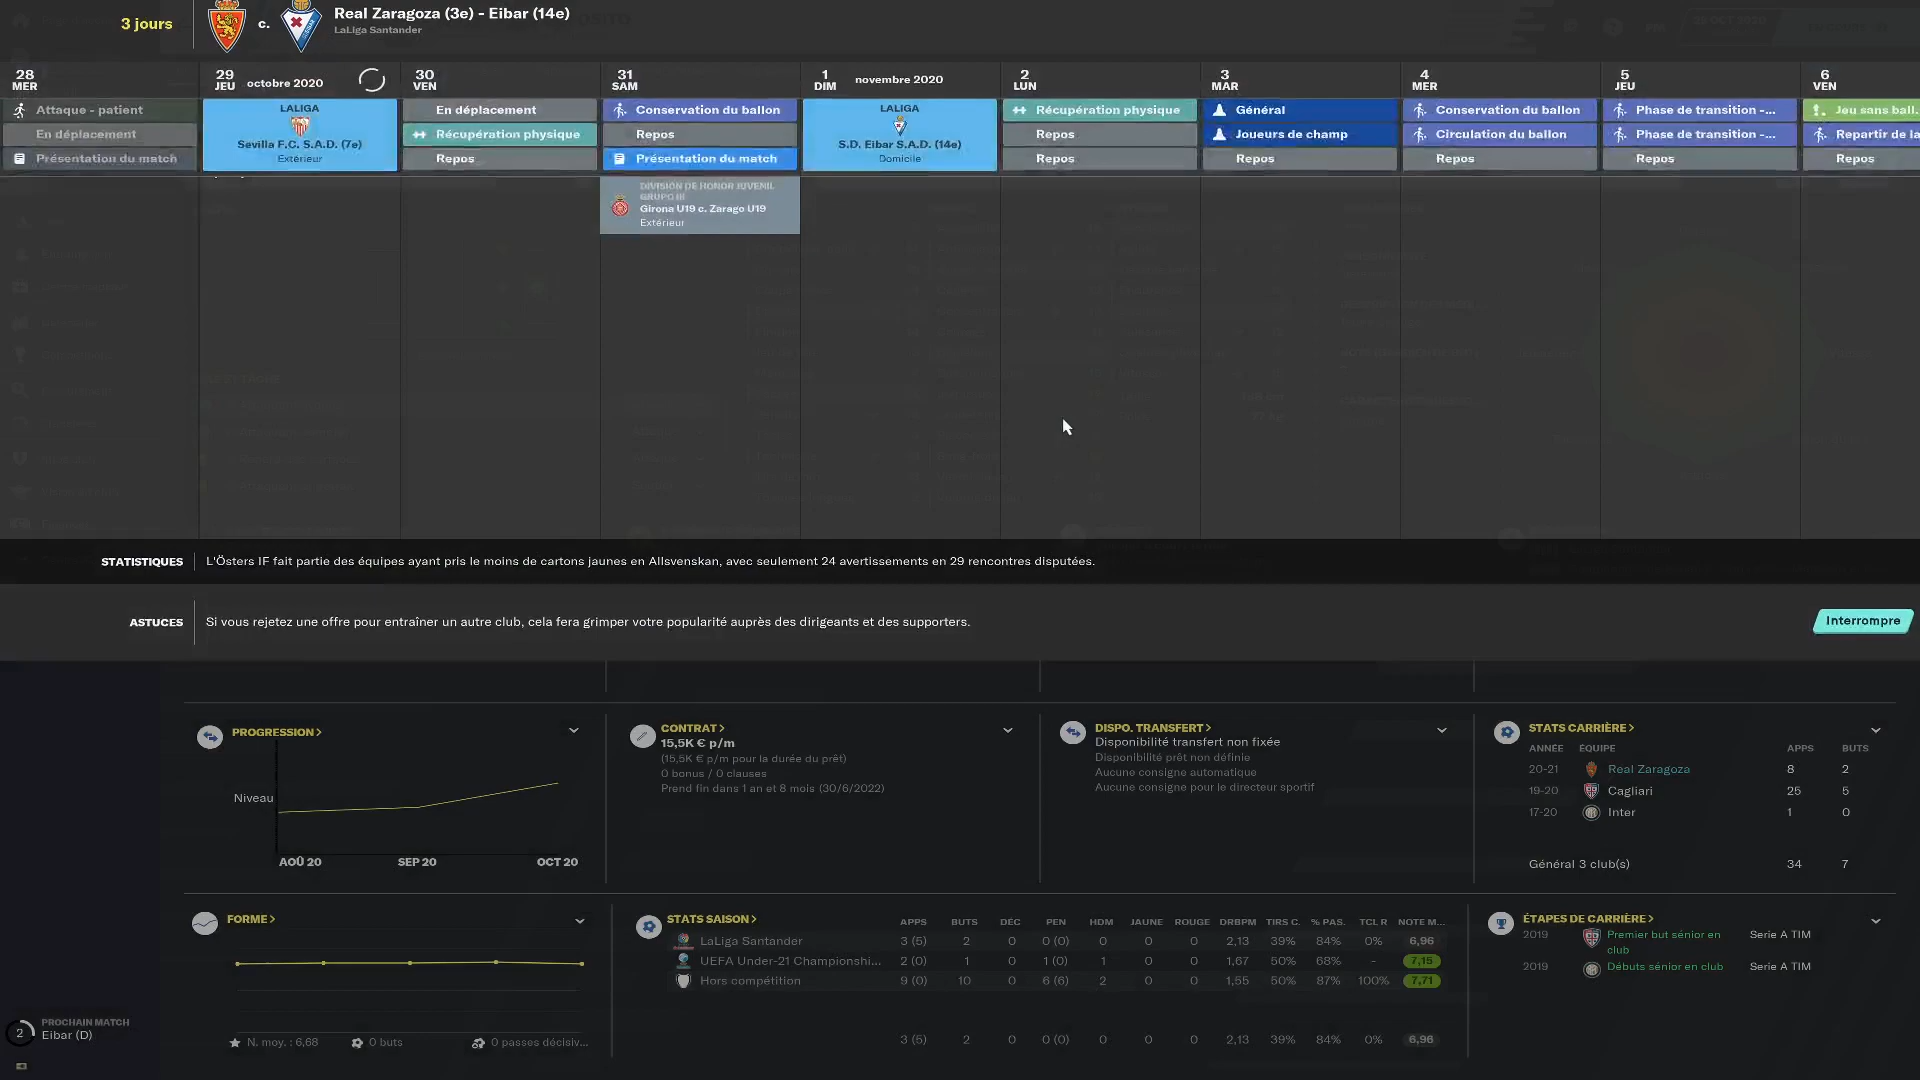 3 jours
c.
Real Zaragoza (3e) - Eibar (14e)
LaLiga Santander
28
MER
29
JEU
octobre 2020
30
VEN
31
SAM
1
DIM
novembre 2020
2
LUN
3
MAR
4
MER
5
JEU
6
VEN
Attaque - patient
En déplacement
Présentation du match
LALIGA
Sevilla F.C. S.A.D. (7e)
Extérieur
En déplacement
Récupération physique
Repos
Conservation du ballon
Repos
Présentation du match
LALIGA
S.D. Eibar S.A.D. (14e)
Domicile
Récupération physique
Repos
Repos
Général
Joueurs de champ
Repos
Conservation du ballon
Circulation du ballon
Repos
Phase de transition -...
Phase de transition -...
Repos
Jeu sans ball.
Repartir de la
Repos
DIVISIÓN DE HONOR JUVENIL
GRUPO III
Girona U19 c. Zarago U19
Extérieur
STATISTIQUES
L'Östers IF fait partie des équipes ayant pris le moins de cartons jaunes en Allsvenskan, avec seulement 24 avertissements en 29 rencontres disputées.
ASTUCES
Si vous rejetez une offre pour entraîner un autre club, cela fera grimper votre popularité auprès des dirigeants et des supporters.
Interrompre
PROGRESSION >
Niveau
AOÛ 20
SEP 20
OCT 20
CONTRAT >
15,5K € p/m
(15,5K € p/m pour la durée du prêt)
0 bonus / 0 clauses
Prend fin dans 1 an et 8 mois (30/6/2022)
DISPO. TRANSFERT >
Disponibilité transfert non fixée
Disponibilité prêt non définie
Aucune consigne automatique
Aucune consigne pour le directeur sportif
STATS CARRIÈRE >
ANNÉE ÉQUIPE APPS BUTS
20-21 Real Zaragoza 8 2
19-20 Cagliari 25 5
17-20 Inter 1 0
Général 3 club(s) 34 7
FORME >
N. moy. : 6,68
0 buts
0 passes décisiv...
STATS SAISON >
APPS BUTS DÉC PEN HDM JAUNE ROUGE DRBPM TIRS C. % PAS. TCL R NOTE M...
LaLiga Santander 3 (5) 2 0 0 (0) 0 0 0 2,13 39% 84% 0% 6,96
UEFA Under-21 Championshi... 2 (0) 1 0 1 (0) 1 0 0 1,67 50% 68% - 7,15
Hors compétition 9 (0) 10 0 6 (6) 2 0 0 1,55 50% 87% 100% 7,71
3 (5) 2 0 0 (0) 0 0 0 2,13 39% 84% 0% 6,96
ÉTAPES DE CARRIÈRE >
2019 Premier but sénior en club Serie A TIM
2019 Débuts sénior en club Serie A TIM
2
PROCHAIN MATCH
Eibar (D)